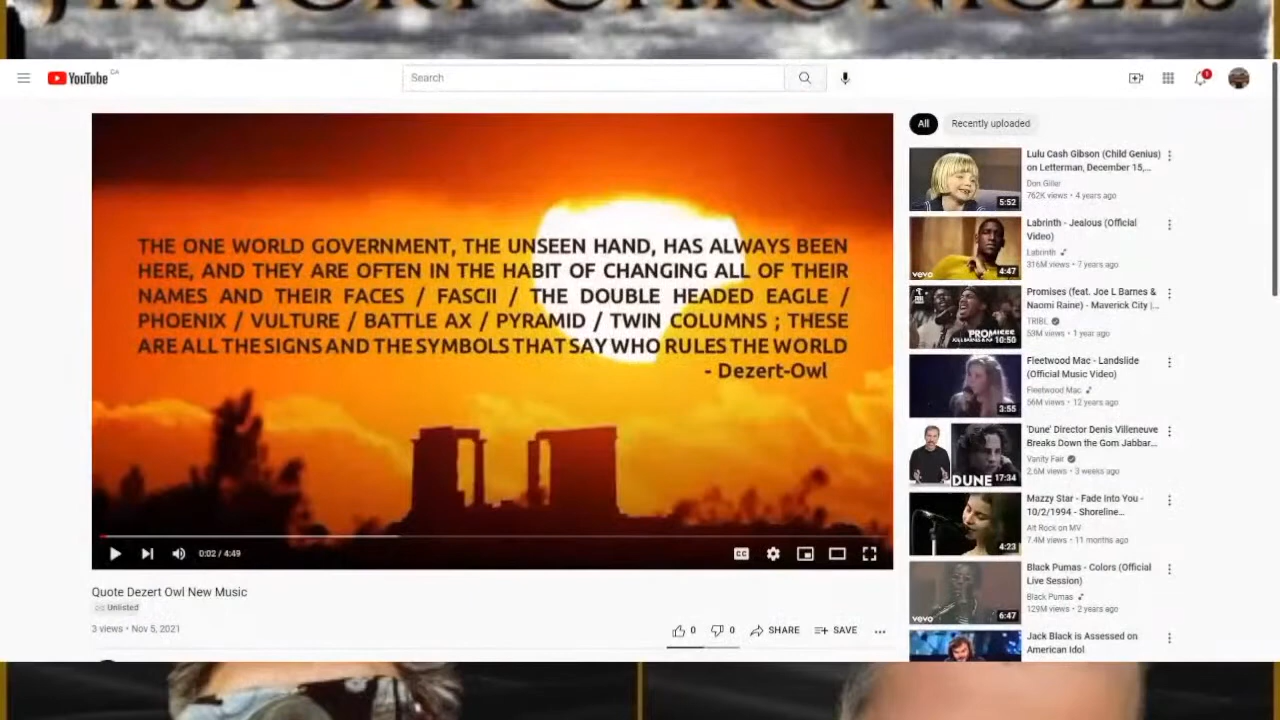 HISTORY CHRONICLES
YouTube CA
Search
1
THE ONE WORLD GOVERNMENT, THE UNSEEN HAND, HAS ALWAYS BEEN
HERE, AND THEY ARE OFTEN IN THE HABIT OF CHANGING ALL OF THEIR
NAMES AND THEIR FACES / FASCII / THE DOUBLE HEADED EAGLE /
PHOENIX / VULTURE / BATTLE AX / PYRAMID / TWIN COLUMNS ; THESE
ARE ALL THE SIGNS AND THE SYMBOLS THAT SAY WHO RULES THE WORLD
- Dezert-Owl
0:02 / 4:49
CC
Quote Dezert Owl New Music
Unlisted
3 views • Nov 5, 2021
0
0
SHARE
SAVE
All
Recently uploaded
5:52
Lulu Cash Gibson (Child Genius)
on Letterman, December 15,...
Don Giller
762K views • 4 years ago
vevo
4:47
Labrinth - Jealous (Official
Video)
Labrinth
316M views • 7 years ago
PROMISES
10:50
Promises (feat. Joe L Barnes &
Naomi Raine) - Maverick City |...
TRIBL
53M views • 1 year ago
3:55
Fleetwood Mac - Landslide
(Official Music Video)
Fleetwood Mac
56M views • 12 years ago
DUNE
17:34
'Dune' Director Denis Villeneuve
Breaks Down the Gom Jabbar...
Vanity Fair
2.6M views • 3 weeks ago
4:23
Mazzy Star - Fade Into You -
10/2/1994 - Shoreline...
Alt Rock on MV
7.4M views • 11 months ago
vevo
6:47
Black Pumas - Colors (Official
Live Session)
Black Pumas
129M views • 2 years ago
Jack Black is Assessed on
American Idol